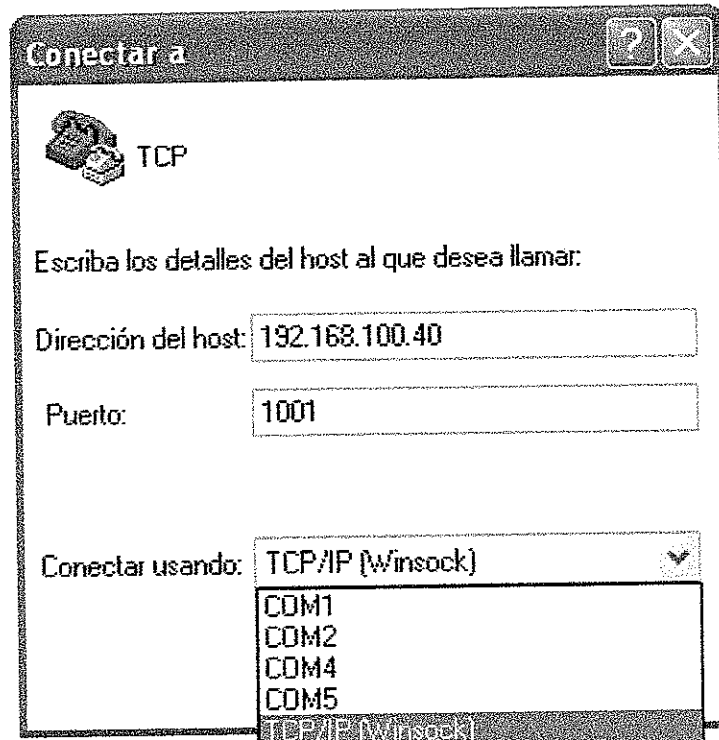 Conectar a
TCP
Escriba los detalles del host al que desea llamar:
Dirección del host: 192.168.100.40
Puerto: 1001
Conectar usando: TCP/IP (Winsock)
COM1
COM2
COM4
COM5
TCP/IP (Winsock)